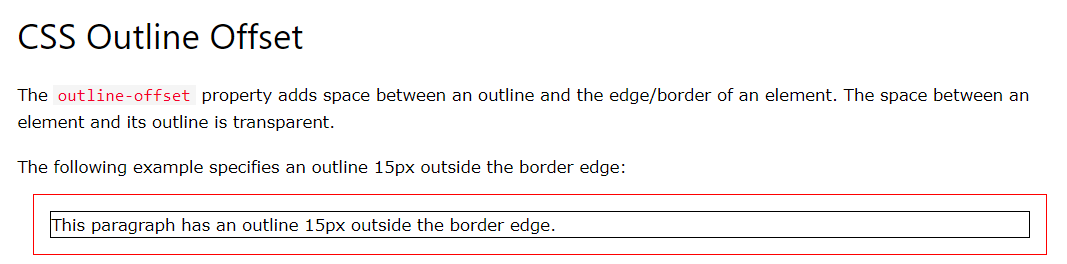 CSS Outline Offset
The outline-offset property adds space between an outline and the edge/border of an element. The space between an
element and its outline is transparent.
The following example specifies an outline 15px outside the border edge:
This paragraph has an outline 15px outside the border edge.